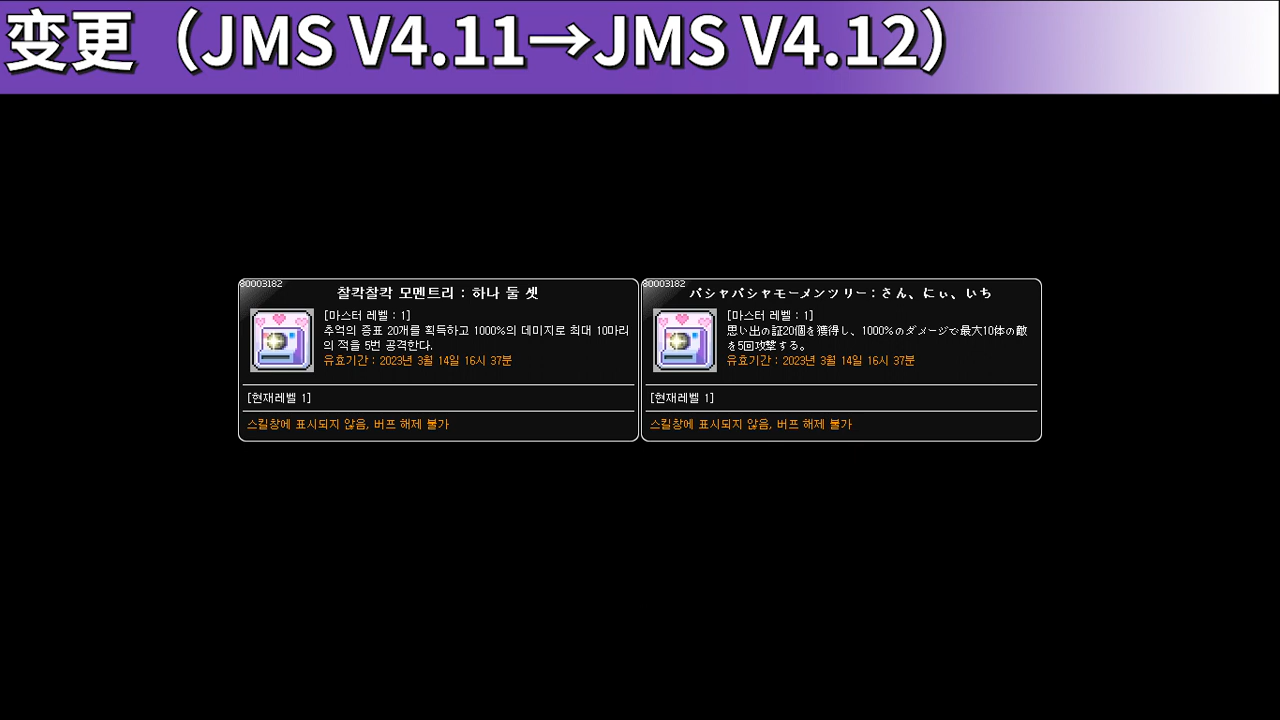 变更（JMS V4.11→JMS V4.12）
80003182
찰칵찰칵 모멘트리 : 하나 둘 셋
[마스터 레벨 : 1]
추억의 증표 20개를 획득하고 1000%의 데미지로 최대 10마리
의 적을 5번 공격한다.
유효기간 : 2023년 3월 14일 16시 37분
[현재레벨 1]
스킬창에 표시되지 않음, 버프 해제 불가
80003182
パシャパシャモーメンツリー：さん、にぃ、いち
[마스터 레벨 : 1]
思い出の証20個を獲得し、1000%のダメージで最大10体の敵
を5回攻撃する。
유효기간 : 2023년 3월 14일 16시 37분
[현재레벨 1]
스킬창에 표시되지 않음, 버프 해제 불가